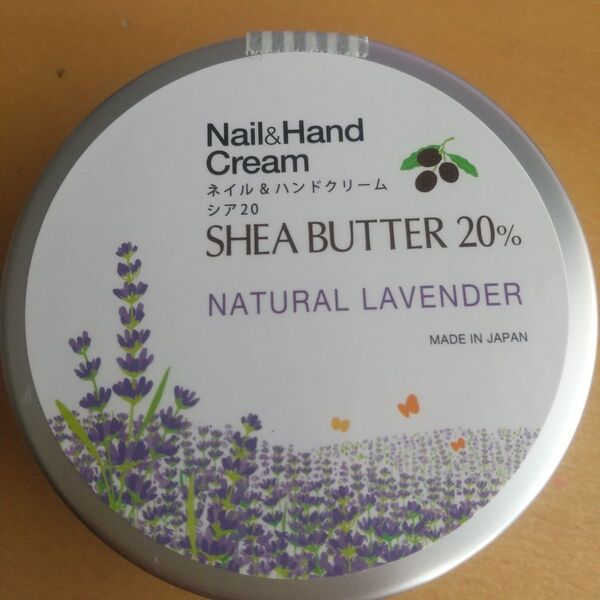 Nail&Hand
Cream
ネイル&ハンドクリーム
シア20
SHEA BUTTER 20%
NATURAL LAVENDER
MADE IN JAPAN